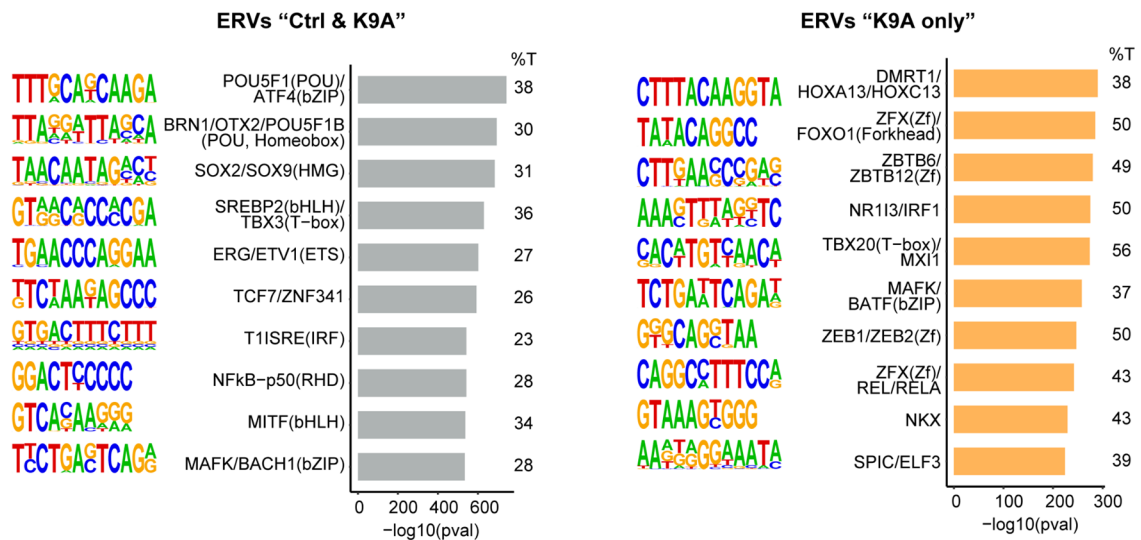 ERVs “Ctrl & K9A”
%T
POU5F1(POU)/
ATF4(bZIP)
38
BRN1/OTX2/POU5F1B
(POU, Homeobox)
30
SOX2/SOX9(HMG)
31
SREBP2(bHLH)/
TBX3(T−box)
36
TGAACCCAGGAA
ERG/ETV1(ETS)
27
TCF7/ZNF341
26
T1ISRE(IRF)
23
NFkB−p50(RHD)
28
MITF(bHLH)
34
MAFK/BACH1(bZIP)
28
0 200 400 600
−log10(pval)
ERVs “K9A only”
%T
CTTTACAAGGTA
DMRT1/
HOXA13/HOXC13
38
TATACAGGCC
ZFX(Zf)/
FOXO1(Forkhead)
50
ZBTB6/
ZBTB12(Zf)
49
NR1I3/IRF1
50
TBX20(T−box)/
MXI1
56
MAFK/
BATF(bZIP)
37
ZEB1/ZEB2(Zf)
50
ZFX(Zf)/
REL/RELA
43
NKX
43
SPIC/ELF3
39
0 100 200 300
−log10(pval)